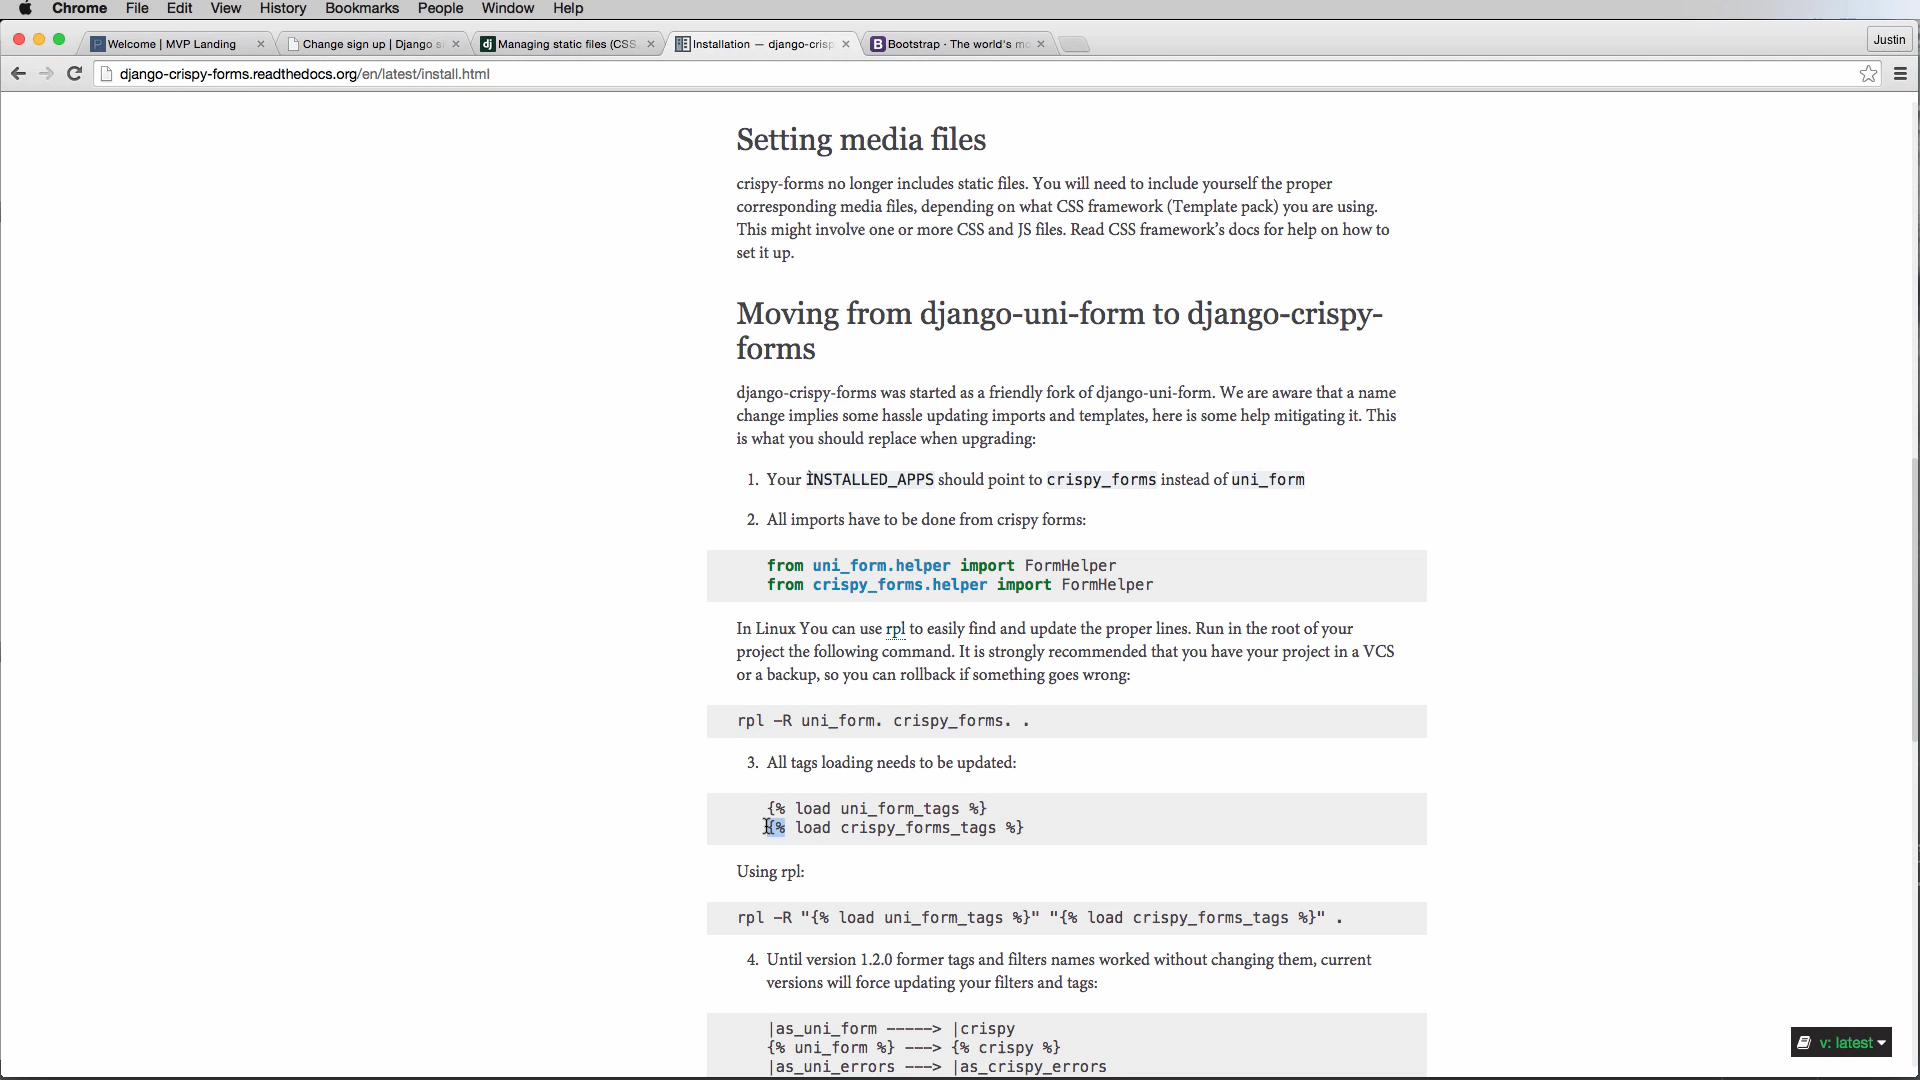 Chrome File Edit View History Bookmarks People Window Help
Welcome | MVP Landing
Change sign up | Django s
Managing static files (CSS,
Installation — django-crisp
Bootstrap · The world's mo
Justin
django-crispy-forms.readthedocs.org/en/latest/install.html
Setting media files
crispy-forms no longer includes static files. You will need to include yourself the proper
corresponding media files, depending on what CSS framework (Template pack) you are using.
This might involve one or more CSS and JS files. Read CSS framework’s docs for help on how to
set it up.
Moving from django-uni-form to django-crispy-
forms
django-crispy-forms was started as a friendly fork of django-uni-form. We are aware that a name
change implies some hassle updating imports and templates, here is some help mitigating it. This
is what you should replace when upgrading:
1. Your INSTALLED_APPS should point to crispy_forms instead of uni_form
2. All imports have to be done from crispy forms:
from uni_form.helper import FormHelper
from crispy_forms.helper import FormHelper
In Linux You can use rpl to easily find and update the proper lines. Run in the root of your
project the following command. It is strongly recommended that you have your project in a VCS
or a backup, so you can rollback if something goes wrong:
rpl -R uni_form. crispy_forms. .
3. All tags loading needs to be updated:
{% load uni_form_tags %}
{% load crispy_forms_tags %}
Using rpl:
rpl -R "{% load uni_form_tags %}" "{% load crispy_forms_tags %}" .
4. Until version 1.2.0 former tags and filters names worked without changing them, current
versions will force updating your filters and tags:
|as_uni_form -----> |crispy
{% uni_form %} ---> {% crispy %}
|as_uni_errors ---> |as_crispy_errors
v: latest